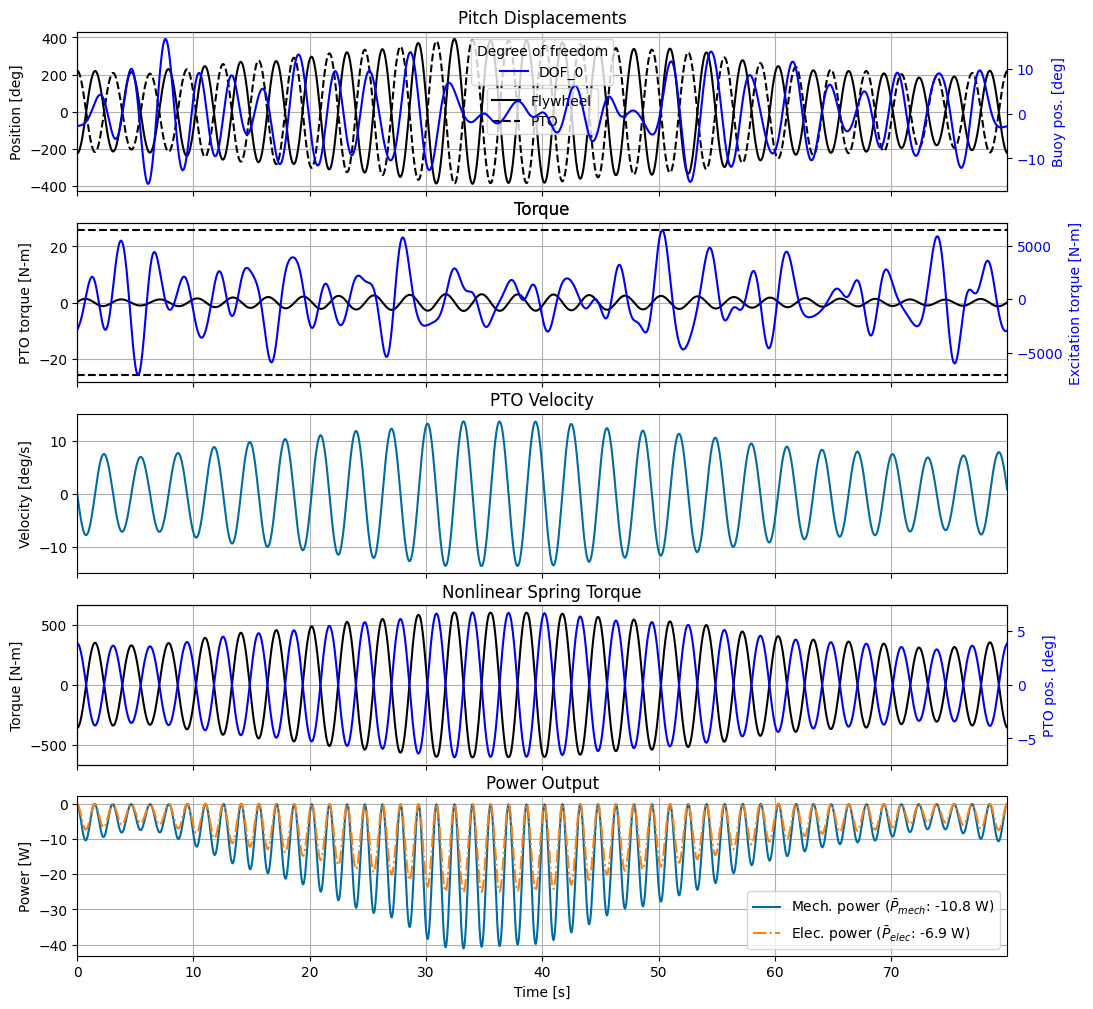 Pitch Displacements
Position [deg]
400
200
0
−200
−400
Degree of freedom
DOF_0
Flywheel
PTO
10
0
−10
Buoy pos. [deg]
Torque
PTO torque [N-m]
20
0
−20
5000
0
−5000
Excitation torque [N-m]
PTO Velocity
Velocity [deg/s]
10
0
−10
Nonlinear Spring Torque
Torque [N-m]
500
0
−500
5
0
−5
PTO pos. [deg]
Power Output
Power [W]
0
−10
−20
−30
−40
Mech. power (P̄mech: -10.8 W)
Elec. power (P̄elec: -6.9 W)
0 10 20 30 40 50 60 70
Time [s]